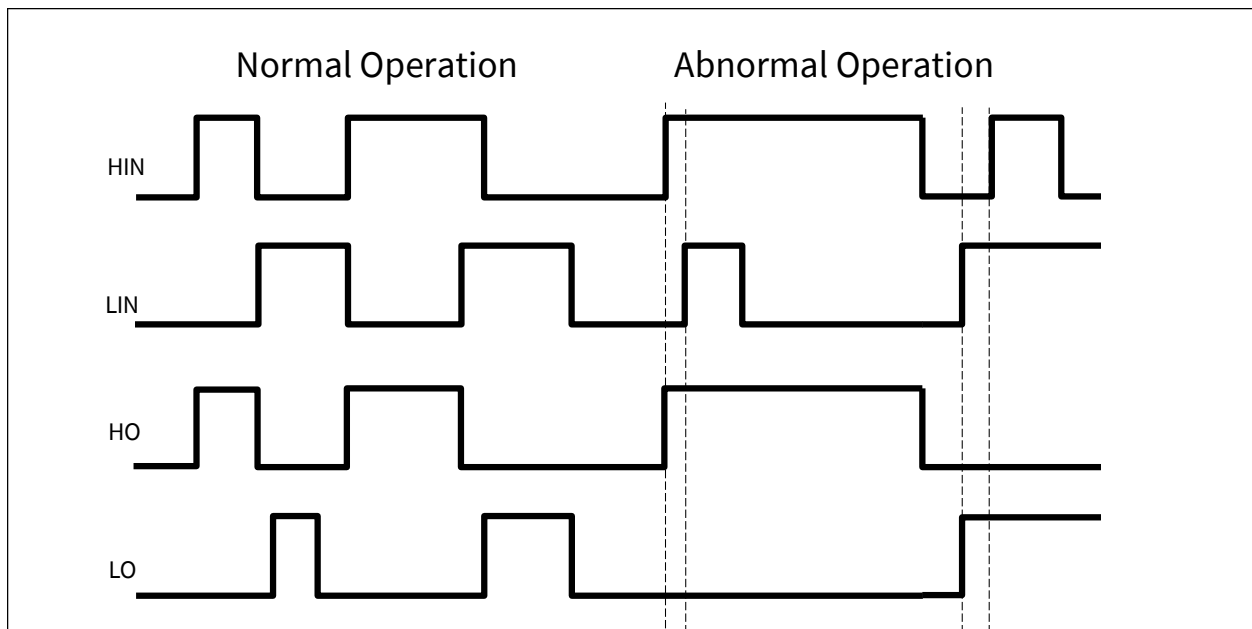 Normal Operation
Abnormal Operation
HIN
LIN
HO
LO